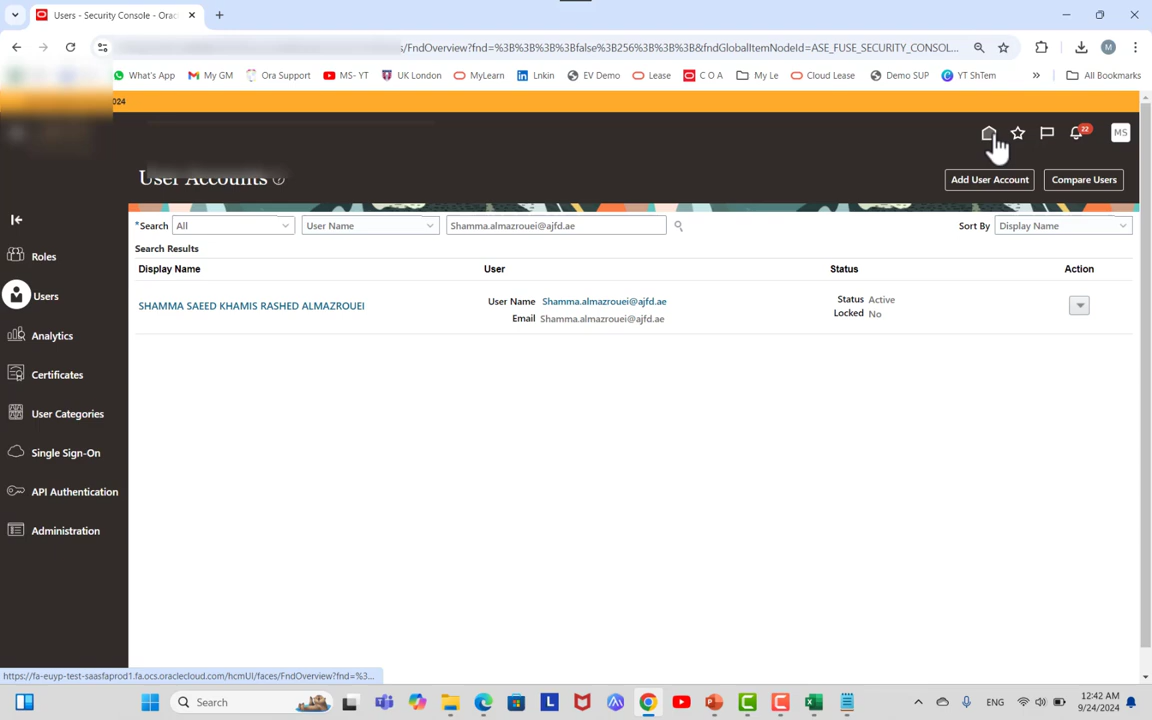 Users - Security Console - Orac
/FndOverview?fnd=%3B%3B%3B%3Bfalse%3B256%3B%3B%3B&fndGlobalItemNodeId=ASE_FUSE_SECURITY_CONSOL...
M
What's App
My GM
Ora Support
MS- YT
UK London
MyLearn
Lnkin
EV Demo
Lease
C O A
My Le
Cloud Lease
Demo SUP
YT ShTem
All Bookmarks
024
22
MS
User Accounts
Add User Account
Compare Users
*Search
All
User Name
Shamma.almazrouei@ajfd.ae
Sort By
Display Name
Search Results
Display Name
User
Status
Action
SHAMMA SAEED KHAMIS RASHED ALMAZROUEI
User Name
Shamma.almazrouei@ajfd.ae
Email
Shamma.almazrouei@ajfd.ae
Status
Active
Locked
No
Roles
Users
Analytics
Certificates
User Categories
Single Sign-On
API Authentication
Administration
https://fa-euyp-test-saasfaprod1.fa.ocs.oraclecloud.com/hcmUI/faces/FndOverview?fnd=%3...
Search
ENG
12:42 AM
9/24/2024